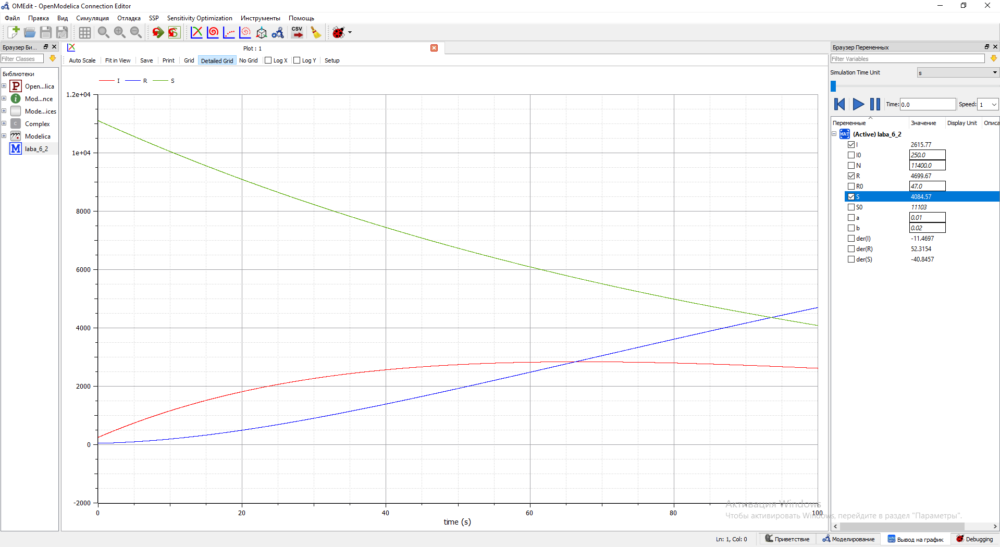 OMEdit - OpenModelica Connection Editor
Файл Правка Вид Симуляция Отладка SSP Sensitivity Optimization Инструменты Помощь
CSV
Браузер Би...
Filter Classes
Библиотеки
P Open...lica
i Mod...nce
Mode...ices
C Complex
Modelica
M laba_6_2
Plot : 1
Auto Scale Fit in View Save Print Grid Detailed Grid No Grid Log X Log Y Setup
I R S
1.2e+04
1e+04
8000
6000
4000
2000
0
-2000
0 20 40 60 80 100
time (s)
Браузер Переменных
Filter Variables
Simulation Time Unit s
Time: 0.0 Speed: 1
Переменные Значение Display Unit Описа
MAT (Active) laba_6_2
I 2615.77
I0 250.0
N 11400.0
R 4699.67
R0 47.0
S 4084.57
S0 11103
a 0.01
b 0.02
der(I) -11.4697
der(R) 52.3154
der(S) -40.8457
Активация Windows
Чтобы активировать Windows, перейдите в раздел "Параметры".
Ln: 1, Col: 0 Приветствие Моделирование Вывод на график Debugging